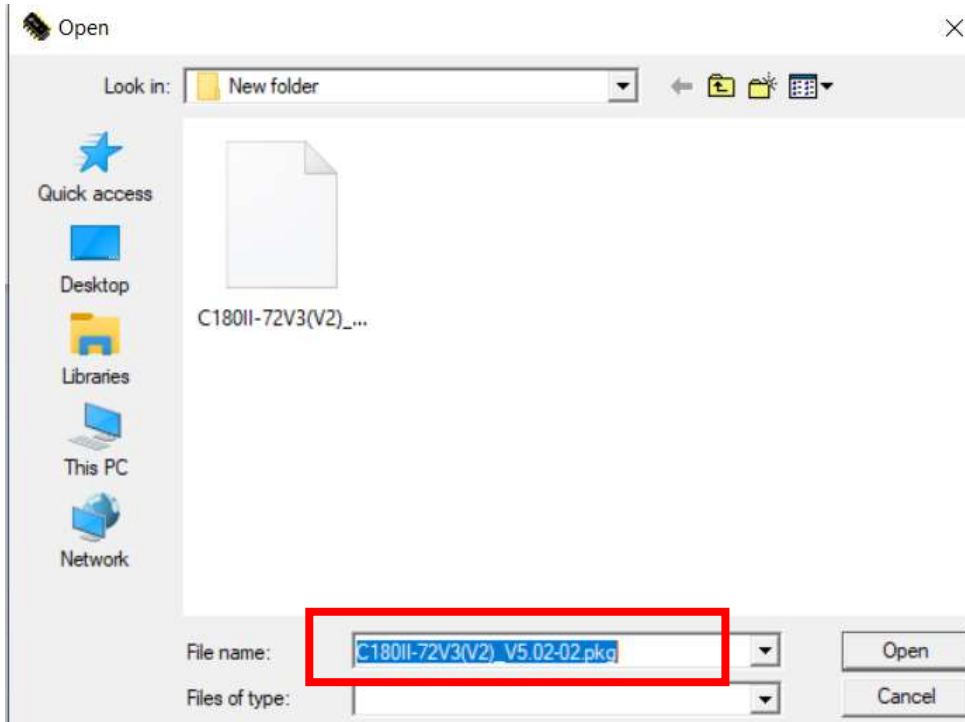 Open
Look in: New folder
Quick access
Desktop
Libraries
This PC
Network
C180II-72V3(V2)_...
File name: C180II-72V3(V2)_V5.02-02.pkg Open
Files of type: Cancel